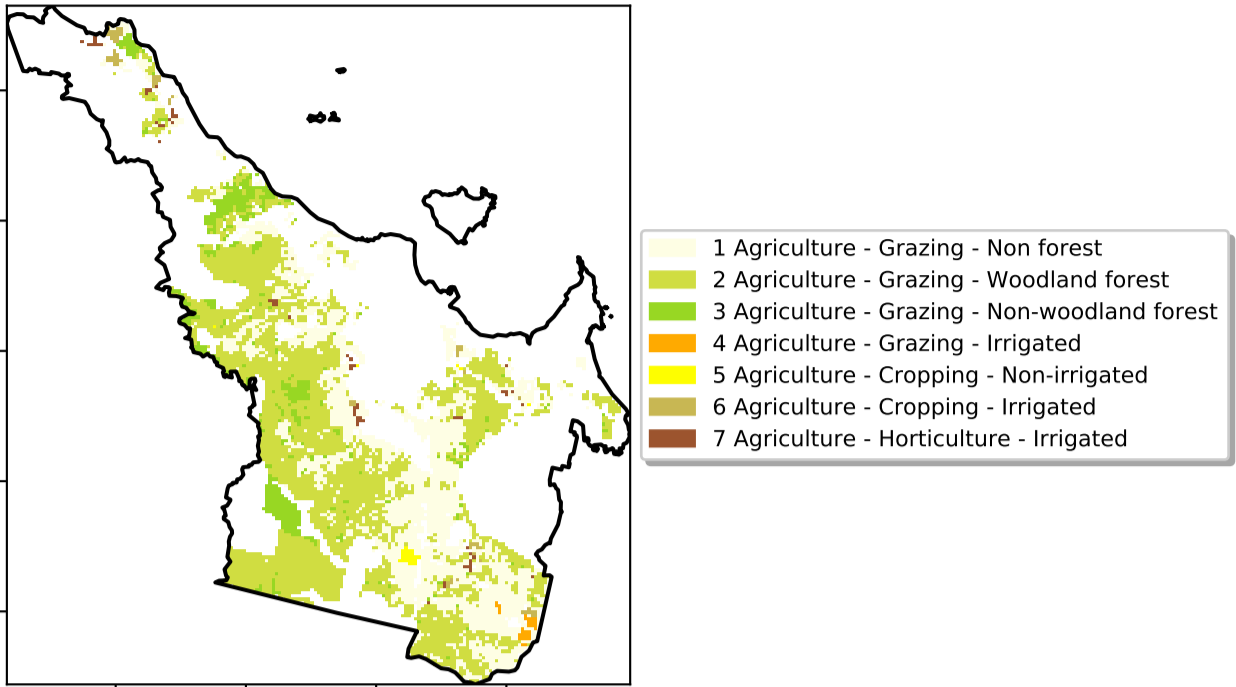 1 Agriculture - Grazing - Non forest
2 Agriculture - Grazing - Woodland forest
3 Agriculture - Grazing - Non-woodland forest
4 Agriculture - Grazing - Irrigated
5 Agriculture - Cropping - Non-irrigated
6 Agriculture - Cropping - Irrigated
7 Agriculture - Horticulture - Irrigated